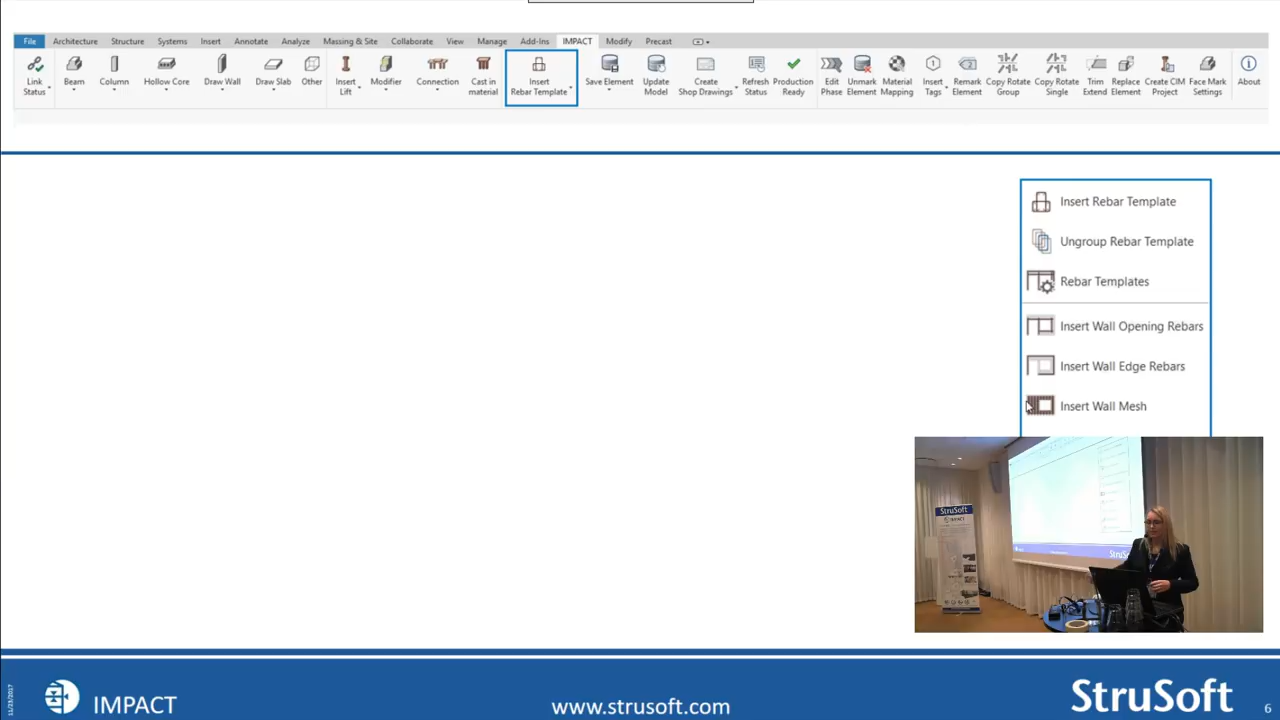 File Architecture Structure Systems Insert Annotate Analyze Massing & Site Collaborate View Manage Add-Ins IMPACT Modify Precast
Link Status
Beam
Column
Hollow Core
Draw Wall
Draw Slab
Other
Insert Lift
Modifier
Connection
Cast in material
Insert Rebar Template
Save Element
Update Model
Create Shop Drawings
Refresh Status
Production Ready
Edit Phase
Unmark Element
Material Mapping
Insert Tags
Remark Element
Copy Rotate Group
Copy Rotate Single
Trim Extend
Replace Element
Create CIM Project
Face Mark Settings
About
Insert Rebar Template
Ungroup Rebar Template
Rebar Templates
Insert Wall Opening Rebars
Insert Wall Edge Rebars
Insert Wall Mesh
StruSoft
IMPACT
11/23/2017
IMPACT
www.strusoft.com
StruSoft
6